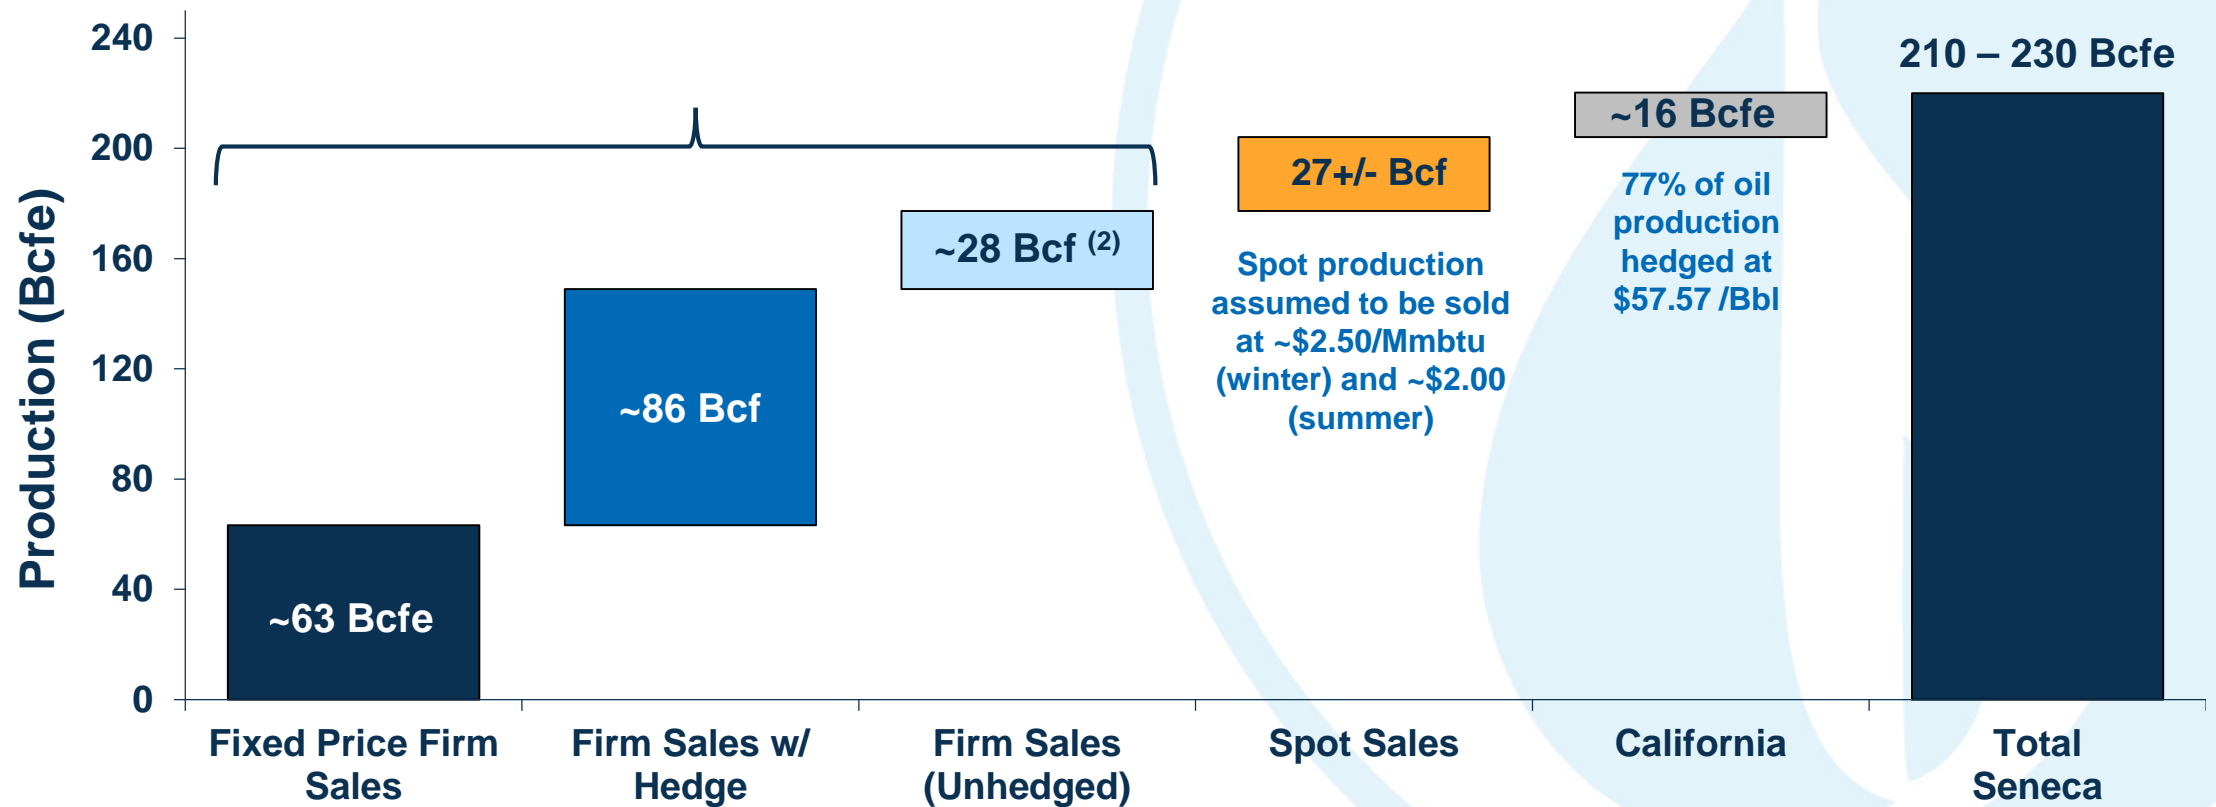 Production (Bcfe)
240
200
160
120
80
40
0
~63 Bcfe
~86 Bcf
~28 Bcf (2)
27+/- Bcf
Spot production
assumed to be sold
at ~$2.50/Mmbtu
(winter) and ~$2.00
(summer)
~16 Bcfe
77% of oil
production
hedged at
$57.57 /Bbl
210 – 230 Bcfe
Fixed Price Firm
Sales
Firm Sales w/
Hedge
Firm Sales
(Unhedged)
Spot Sales
California
Total
Seneca